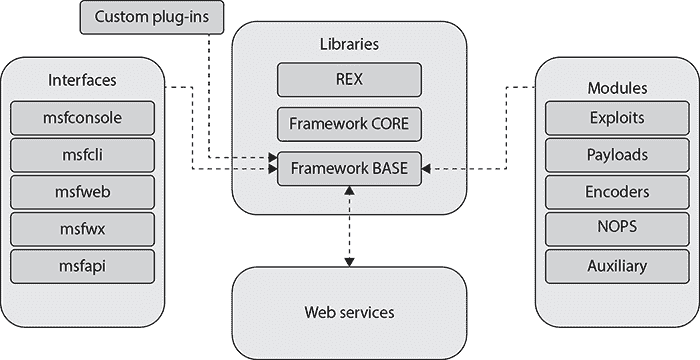 Custom plug-ins
Interfaces
msfconsole
msfcli
msfweb
msfwx
msfapi
Libraries
REX
Framework CORE
Framework BASE
Web services
Modules
Exploits
Payloads
Encoders
NOPS
Auxiliary